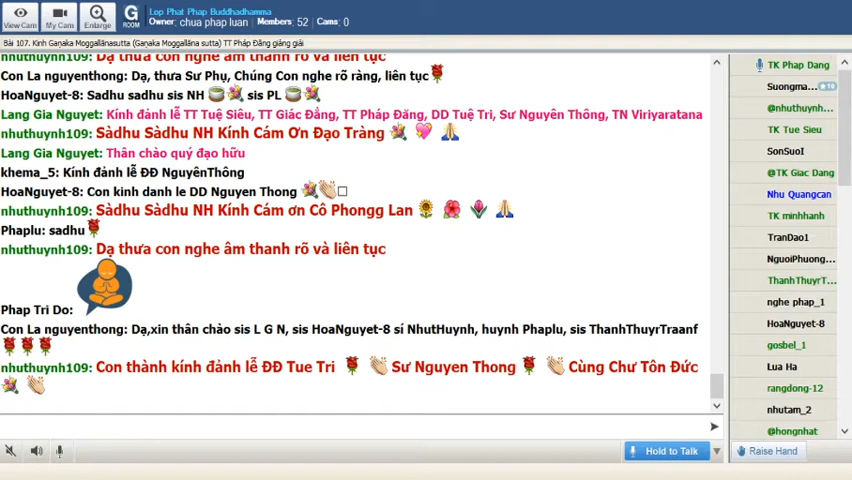 View Cam
My Cam
Enlarge
G
ROOM
Lop Phat Phap Buddhadhamma
Owner: chua phap luan
Members: 52
Cams: 0
Bài 107. Kinh Gaṇaka Moggallānasutta (Gaṇaka Moggallāna sutta) TT Pháp Đăng giảng giải
nhuthuynh109: Dạ thưa con nghe âm thanh rõ và liên tục
Con La nguyenthong: Dạ, thưa Sư Phụ, Chúng Con nghe rõ ràng, liên tục
HoaNguyet-8: Sadhu sadhu sis NH sis PL
Lang Gia Nguyet: Kính đảnh lễ TT Tuệ Siêu, TT Giác Đẳng, TT Pháp Đăng, DD Tuệ Tri, Sư Nguyên Thông, TN Viriyaratana
nhuthuynh109: Sàdhu Sàdhu NH Kính Cám Ơn Đạo Tràng
Lang Gia Nguyet: Thân chào quý đạo hữu
khema_5: Kính đảnh lễ ĐĐ NguyênThông
HoaNguyet-8: Con kinh danh le DD Nguyen Thong
nhuthuynh109: Sàdhu Sàdhu NH Kính Cám ơn Cô Phongg Lan
Phaplu: sadhu
nhuthuynh109: Dạ thưa con nghe âm thanh rõ và liên tục
Phap Tri Do:
Con La nguyenthong: Dạ,xin thân chào sis L G N, sis HoaNguyet-8 sí NhutHuynh, huynh Phaplu, sis ThanhThuyrTraanf
nhuthuynh109: Con thành kính đảnh lễ ĐĐ Tue Tri Sư Nguyen Thong Cùng Chư Tôn Đức
Hold to Talk
TK Phap Dang
Suongma... 10
@nhuthuynh...
TK Tue Sieu
SonSuoI
@TK Giac Dang
Nhu Quangcan
TK minhhanh
TranDao1
NguoiPhuong...
ThanhThuyrT...
nghe phap_1
HoaNguyet-8
gosbel_1
Lua Ha
rangdong-12
nhutam_2
@hongnhat
Raise Hand